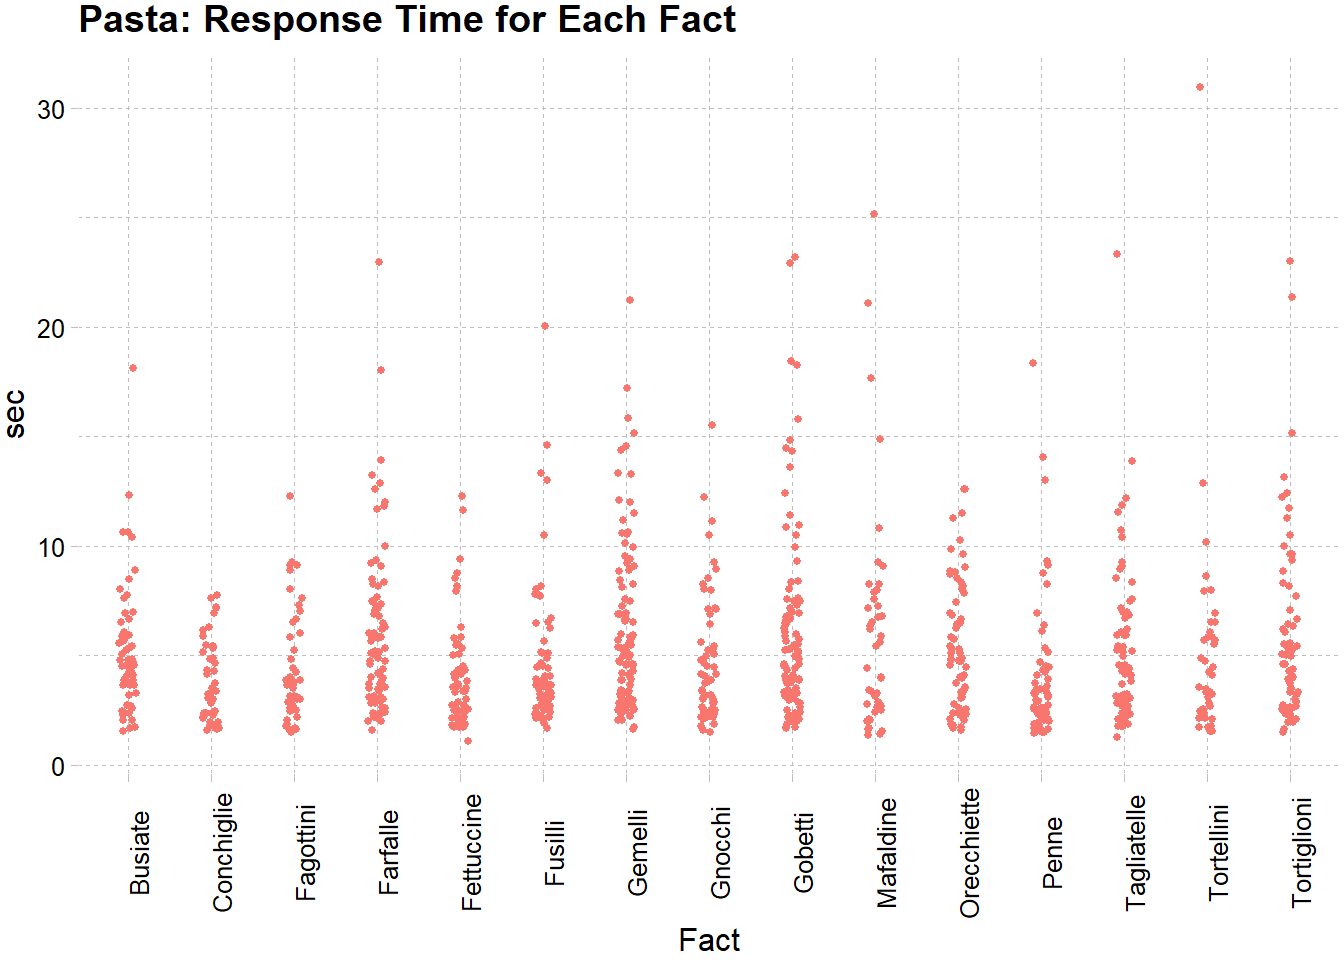 Pasta: Response Time for Each Fact
30
20
10
0
sec
Busiate
Conchiglie
Fagottini
Farfalle
Fettuccine
Fusilli
Gemelli
Gnocchi
Gobetti
Mafaldine
Orecchiette
Penne
Tagliatelle
Tortellini
Tortiglioni
Fact